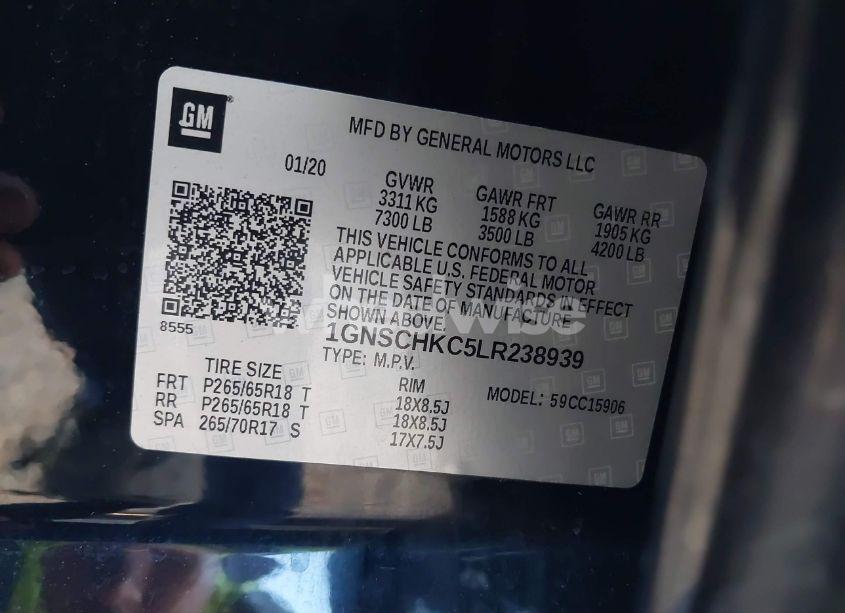 GM
MFD BY GENERAL MOTORS LLC
01/20
GVWR GAWR FRT GAWR RR
3311 KG 1588 KG 1905 KG
7300 LB 3500 LB 4200 LB
THIS VEHICLE CONFORMS TO ALL
APPLICABLE U.S. FEDERAL MOTOR
VEHICLE SAFETY STANDARDS IN EFFECT
ON THE DATE OF MANUFACTURE
SHOWN ABOVE.
8555
1GNSCHKC5LR238939
TYPE: M.P.V.
MODEL: 59CC15906
TIRE SIZE RIM
FRT P265/65R18 T 18X8.5J
RR P265/65R18 T 18X8.5J
SPA 265/70R17 S 17X7.5J